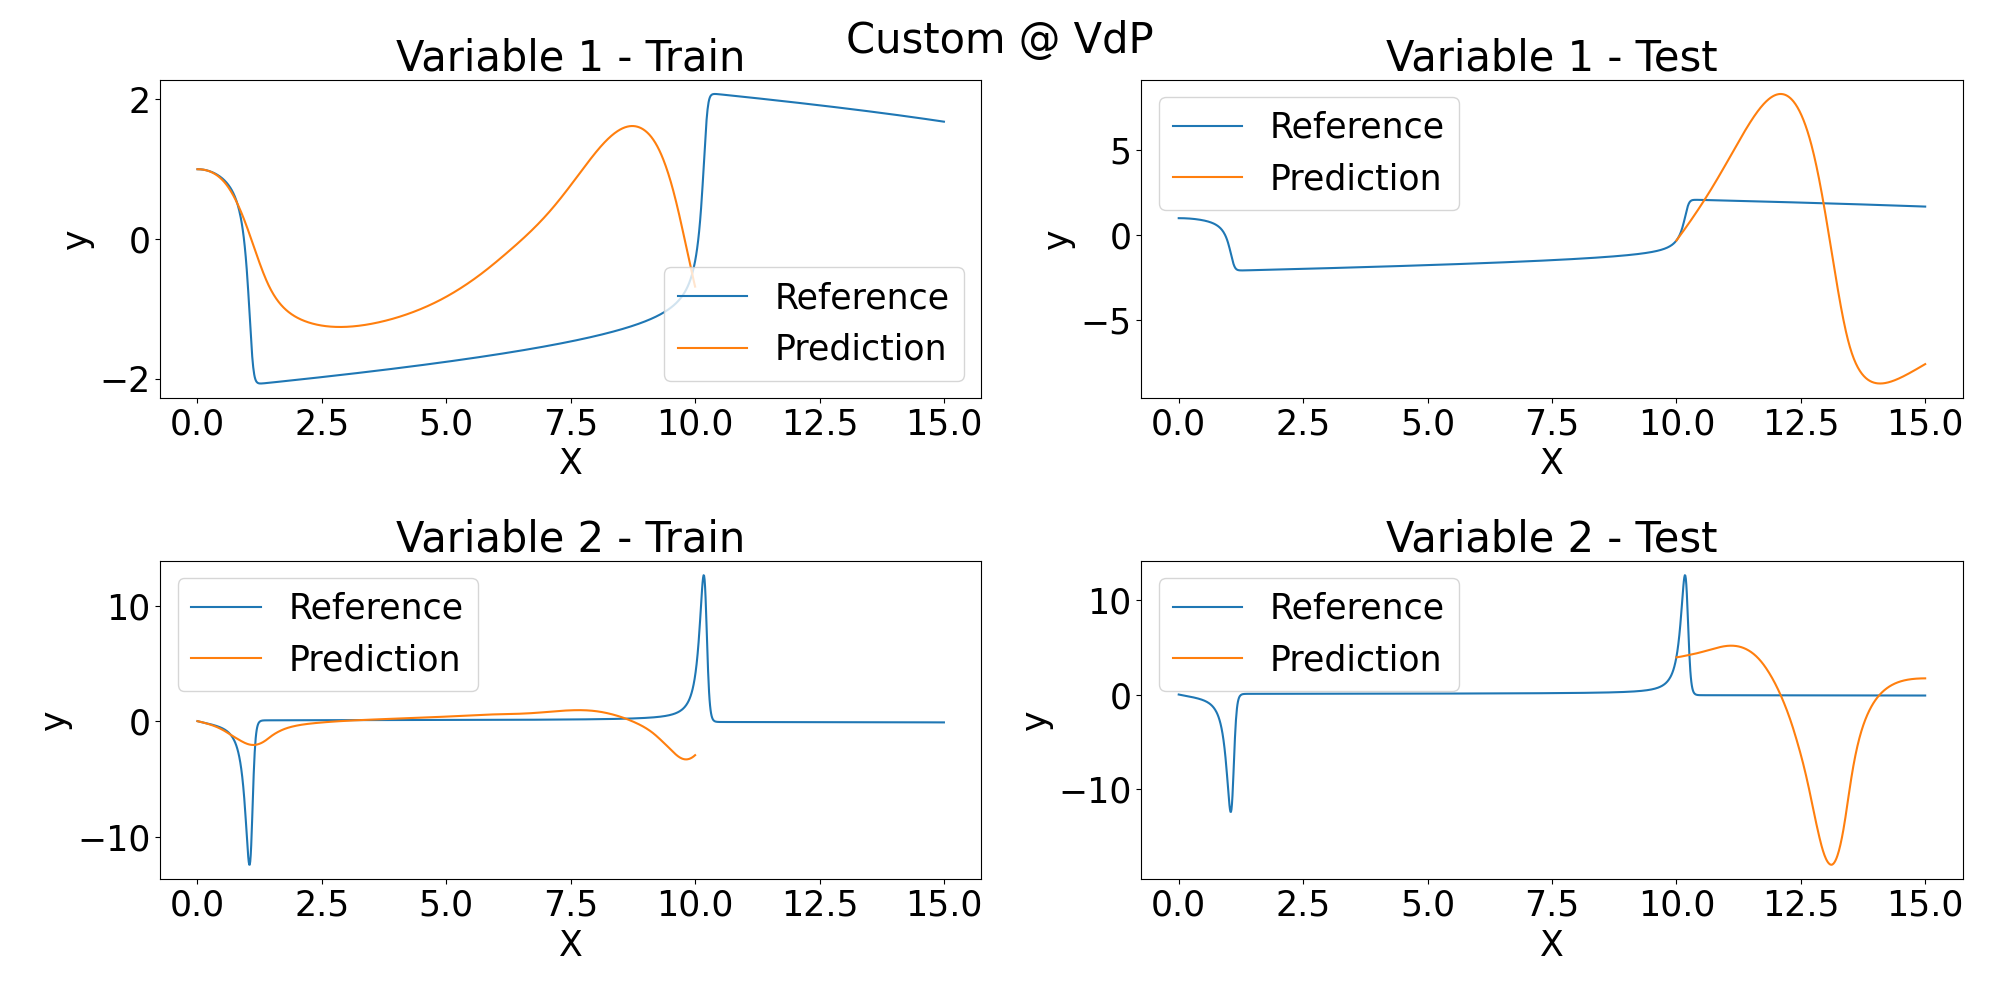 Custom @ VdP
Variable 1 - Train
y
2
0
−2
Reference
Prediction
0.0 2.5 5.0 7.5 10.0 12.5 15.0
X
Variable 1 - Test
y
5
0
−5
Reference
Prediction
0.0 2.5 5.0 7.5 10.0 12.5 15.0
X
Variable 2 - Train
y
10
0
−10
Reference
Prediction
0.0 2.5 5.0 7.5 10.0 12.5 15.0
X
Variable 2 - Test
y
10
0
−10
Reference
Prediction
0.0 2.5 5.0 7.5 10.0 12.5 15.0
X